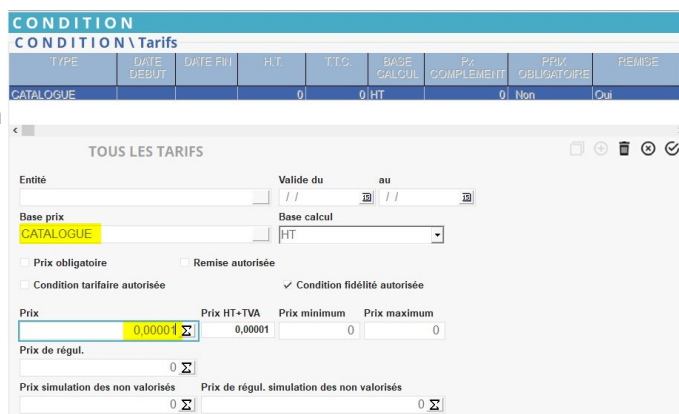 CONDITION
CONDITION \ Tarifs
TYPE DATE DEBUT DATE FIN H.T. T.T.C. BASE CALCUL Px COMPLEMENT PRIX OBLIGATOIRE REMISE
CATALOGUE 0 0 HT 0 Non Oui
<
TOUS LES TARIFS
Entité Valide du au
/ / 15 / / 15
Base prix Base calcul
CATALOGUE HT
Prix obligatoire Remise autorisée
Condition tarifaire autorisée Condition fidélité autorisée
Prix Prix HT+TVA Prix minimum Prix maximum
0,00001 Σ 0,00001 0 0
Prix de régul.
0 Σ
Prix simulation des non valorisés Prix de régul. simulation des non valorisés
0 Σ 0 Σ